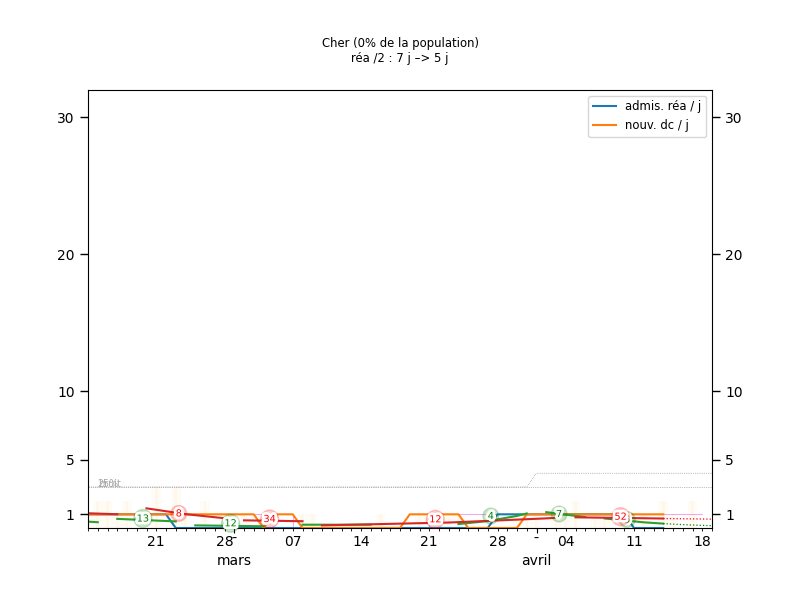 Cher (0% de la population)
réa /2 : 7 j –> 5 j
admis. réa / j
nouv. dc / j
30 30
20 20
10 10
5 5
1 1
13 8 12 34 12 4 7 52
21 28 07 14 21 28 04 11 18
mars avril